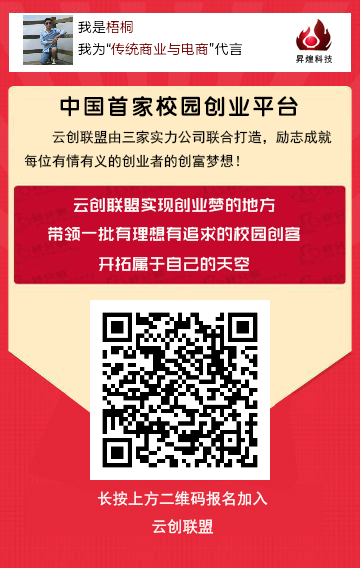 我是梧桐
我为“传统商业与电商”代言
昇煌科技
中国首家校园创业平台
云创联盟由三家实力公司联合打造，励志成就
每位有情有义的创业者的创富梦想！
云创联盟实现创业梦的地方
带领一批有理想有追求的校园创客
开拓属于自己的天空
长按上方二维码报名加入
云创联盟